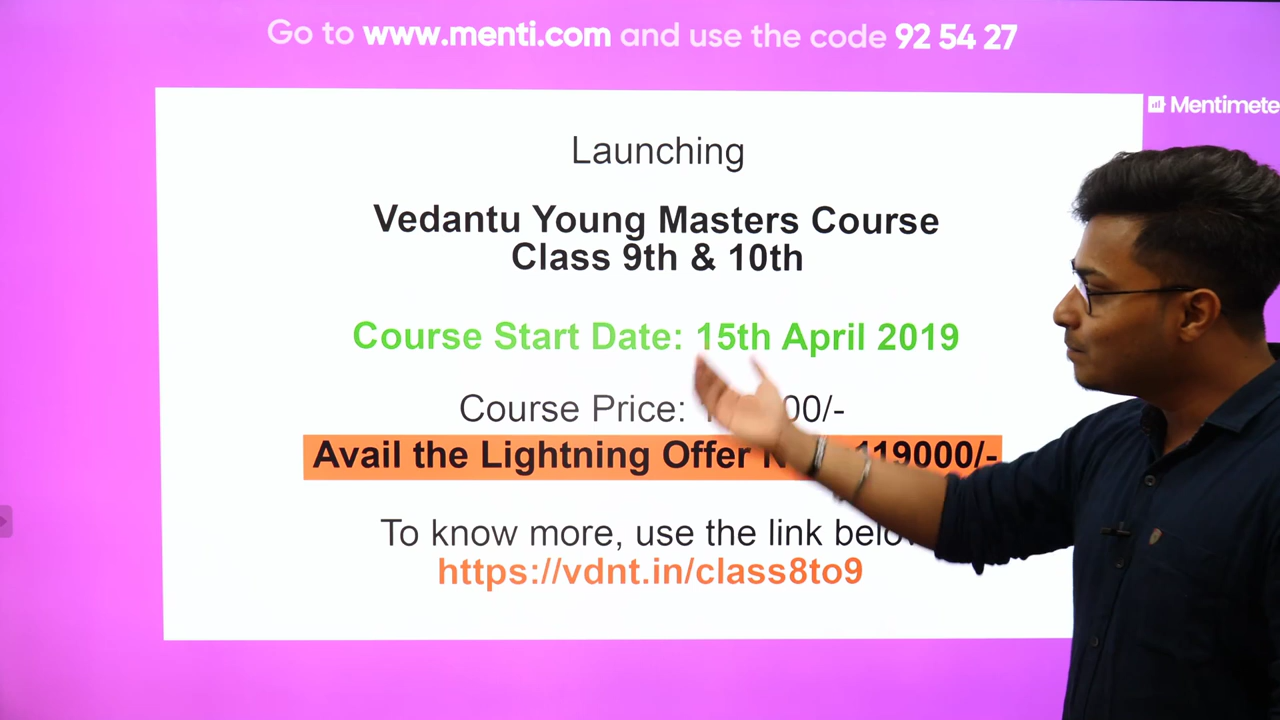 Go to www.menti.com and use the code 92 54 27
Mentimete
Launching
Vedantu Young Masters Course
Class 9th & 10th
Course Start Date: 15th April 2019
Course Price: 00/-
Avail the Lightning Offer 119000/-
To know more, use the link
https://vdnt.in/class8to9